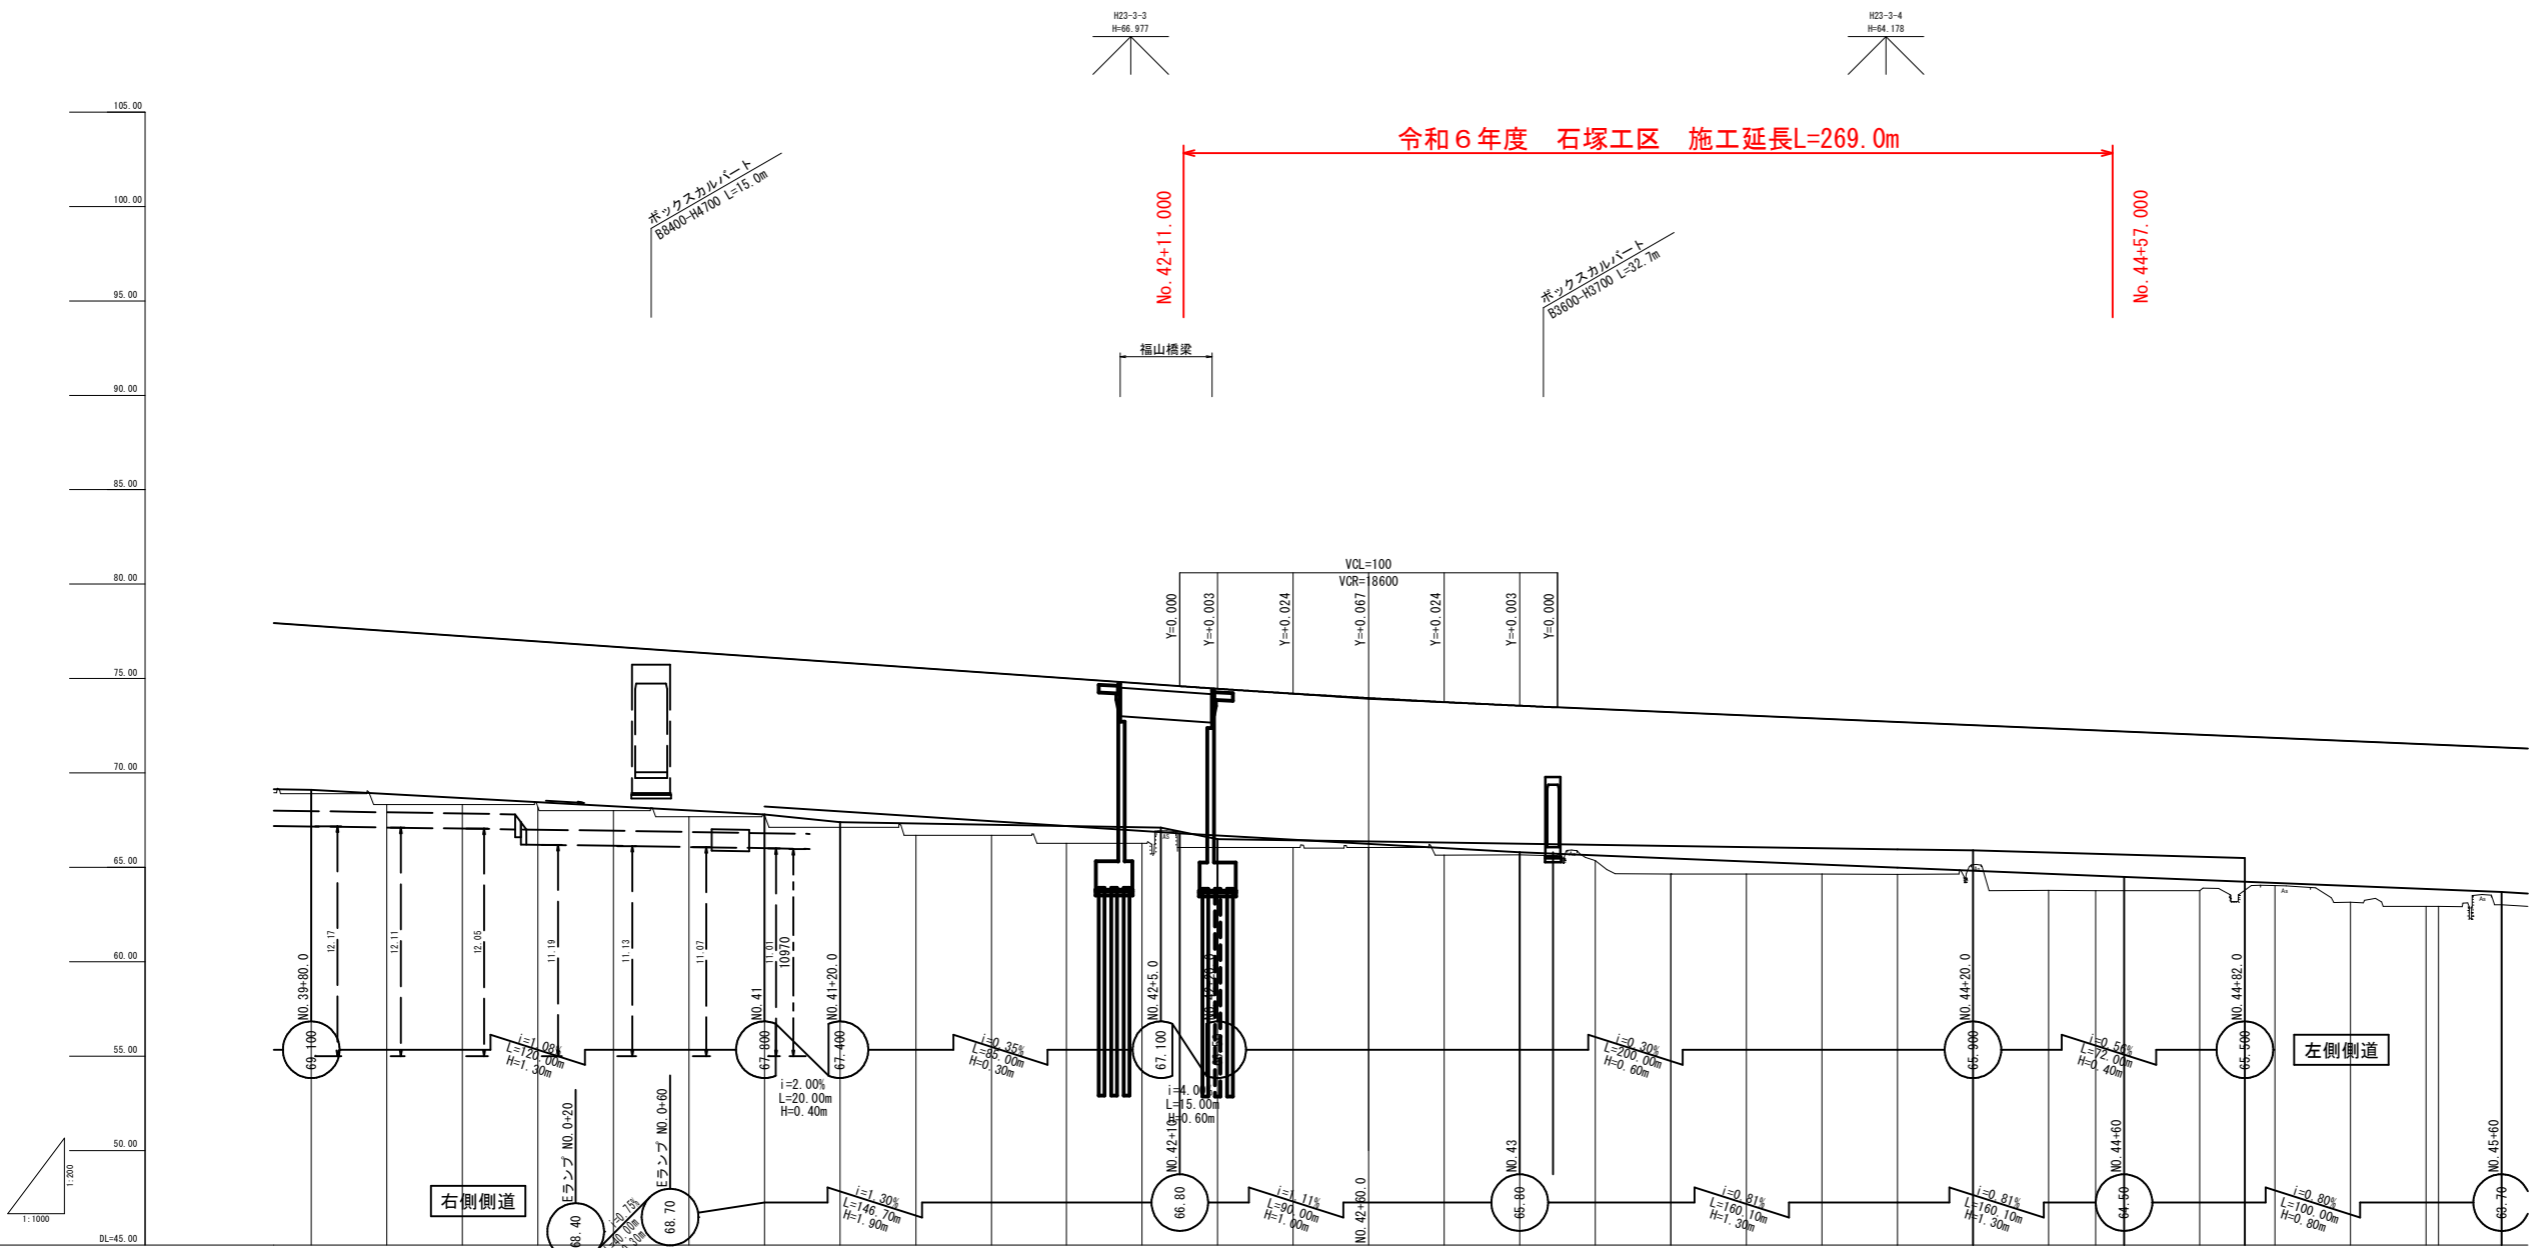 H23-3-3
H=66.977
H23-3-4
H=64.178
令和６年度　石塚工区　施工延長L=269.0m
No.42+11.000
No.44+57.000
ボックスカルバート
B8400-H4700 L=15.0m
ボックスカルバート
B3600-H3700 L=32.7m
福山橋梁
105.00
100.00
95.00
90.00
85.00
80.00
75.00
70.00
65.00
60.00
55.00
50.00
DL=45.00
VCL=100
VCR=18600
Y=0.000
Y=+0.003
Y=+0.024
Y=+0.067
Y=+0.024
Y=+0.003
Y=0.000
12.17
12.11
12.05
11.19
11.13
11.07
11.01
10970
NO.39+80.0
NO.41
NO.41+20.0
NO.42+5.0
NO.44+20.0
NO.44+82.0
69.100
67.800
67.400
67.100
65.900
65.500
i=1.08%
L=120.00m
H=1.30m
i=2.00%
L=20.00m
H=0.40m
i=0.35%
L=85.00m
H=0.30m
L=15.00m
H=0.60m
i=0.30%
L=200.00m
H=0.60m
i=0.56%
L=72.00m
H=0.40m
左側側道
右側側道
Eランプ NO.0+20
Eランプ NO.0+60
NO.43
NO.42+60.0
NO.44+60
NO.45+60
68.40
68.70
66.80
65.80
64.50
63.70
i=0.75%
i=1.30%
L=146.70m
H=1.90m
i=1.11%
L=90.00m
H=1.00m
i=0.81%
L=160.10m
H=1.30m
i=0.81%
L=160.10m
H=1.30m
i=0.80%
L=100.00m
H=0.80m
1:200
1:1000